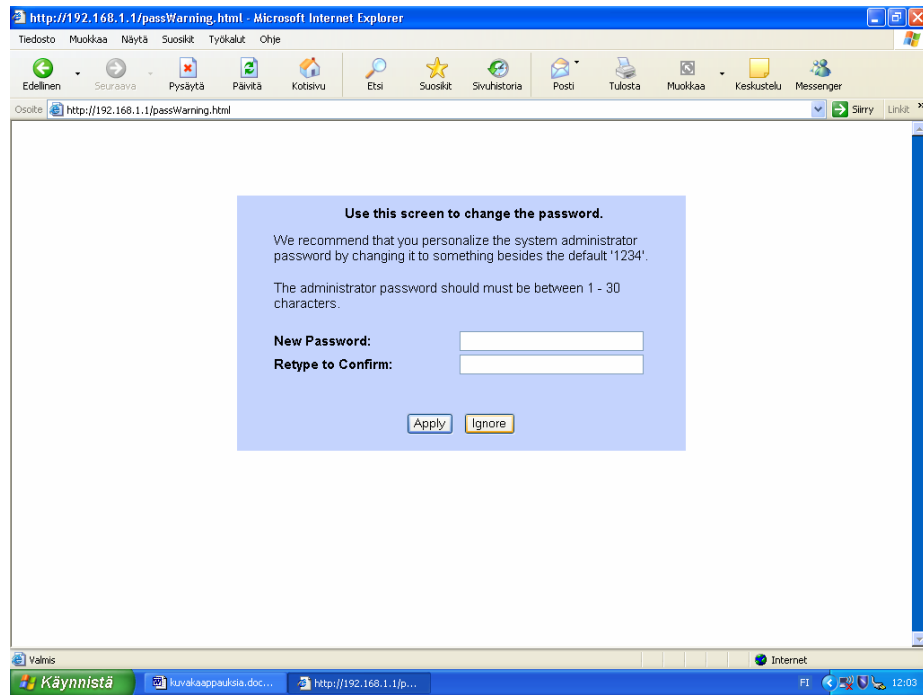 http://192.168.1.1/passWarning.html - Microsoft Internet Explorer
Tiedosto Muokkaa Näytä Suosikit Työkalut Ohje
Edellinen Seuraava Pysäytä Päivitä Kotisivu Etsi Suosikit Sivuhistoria Posti Tulosta Muokkaa Keskustelu Messenger
Osoite http://192.168.1.1/passWarning.html Siirry Linkit »
Use this screen to change the password.
We recommend that you personalize the system administrator
password by changing it to something besides the default '1234'.
The administrator password should must be between 1 - 30
characters.
New Password:
Retype to Confirm:
Apply Ignore
Valmis Internet
Käynnistä kuvakaappauksia.doc... http://192.168.1.1/p... FI 12:03